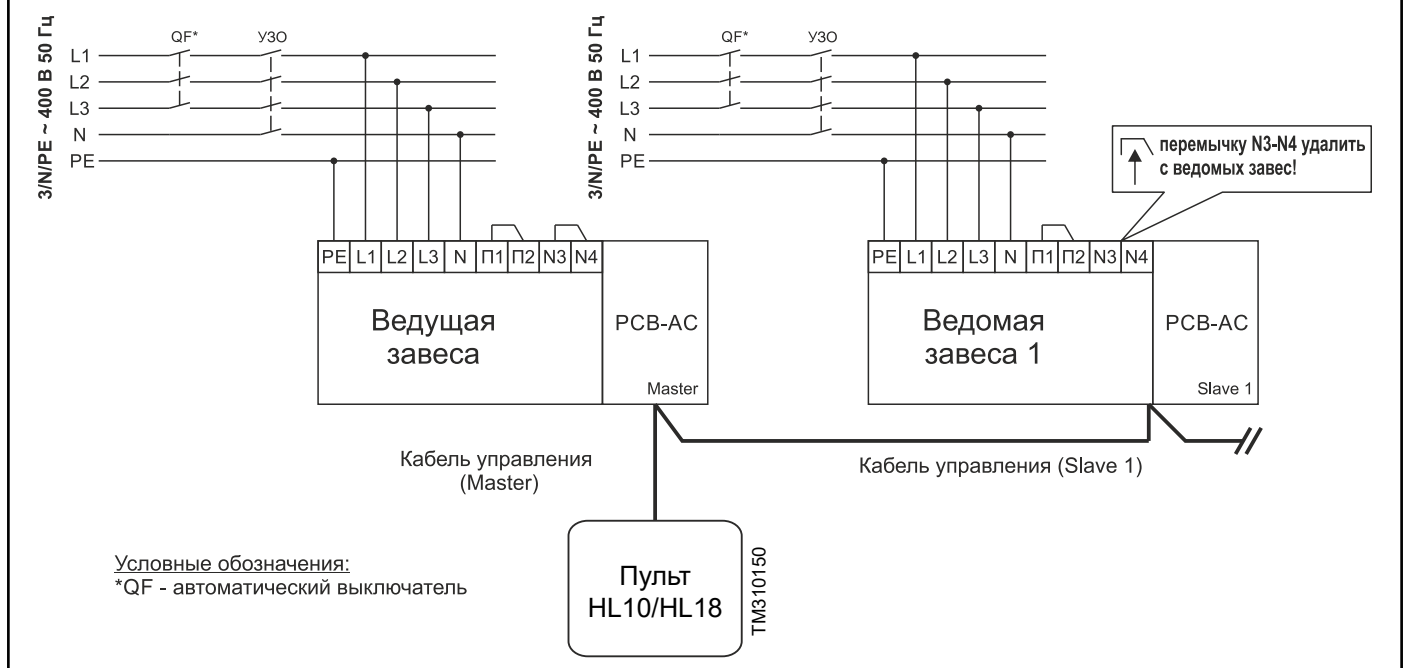 3/N/PE ~ 400 В 50 Гц
QF*
УЗО
L1
L2
L3
N
PE
PE L1 L2 L3 N П1 П2 N3 N4
Ведущая
завеса
PCB-AC
Master
3/N/PE ~ 400 В 50 Гц
QF*
УЗО
L1
L2
L3
N
PE
перемычку N3-N4 удалить
с ведомых завес!
PE L1 L2 L3 N П1 П2 N3 N4
Ведомая
завеса 1
PCB-AC
Slave 1
Кабель управления
(Master)
Кабель управления (Slave 1)
Пульт
HL10/HL18
TM310150
Условные обозначения:
*QF - автоматический выключатель